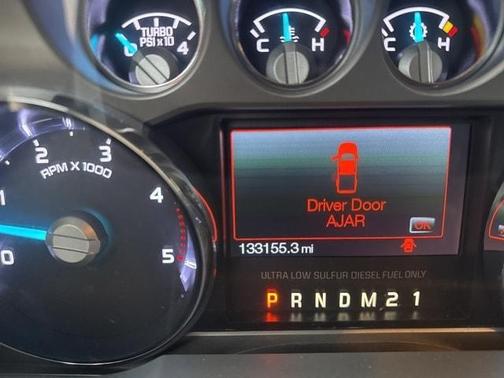 TURBO
PSI x 10
0 4
C H
C H
1 2 3 4 5 0
RPM X 1000
Driver Door
AJAR
OK
133155.3 mi
ULTRA LOW SULFUR DIESEL FUEL ONLY
P R N D M 2 1